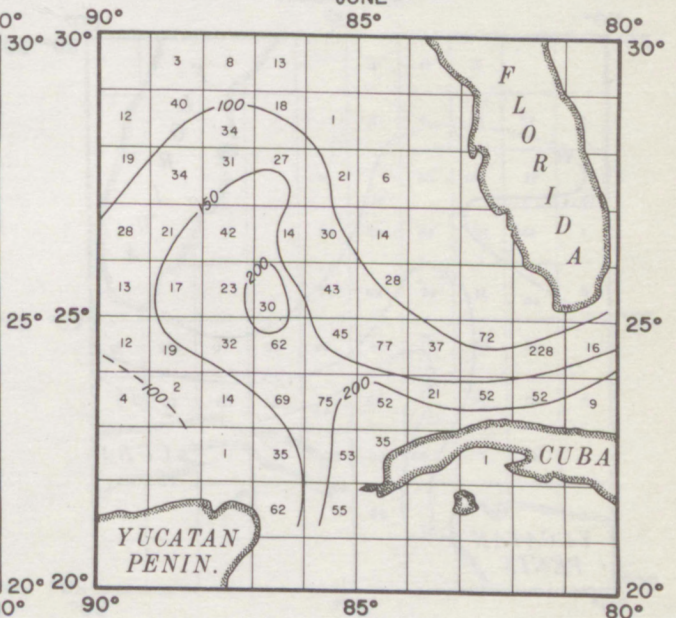 JUNE
90° 85° 80°
30° 30° 30°
3 8 13
F
12 40 100 18 1
L
34
O
19 34 31 27
R
21 6
150
I
28 21 42 14 30 14
D
200
A
13 17 23 30 43 28
25° 25° 25°
12 19 32 62 45 77 37 72 228 16
100 2 200
4 14 69 75 52 21 52 52 9
35
1 35 53 1 CUBA
62 55
YUCATAN
PENIN.
20° 20° 20°
0° 90° 85° 80°